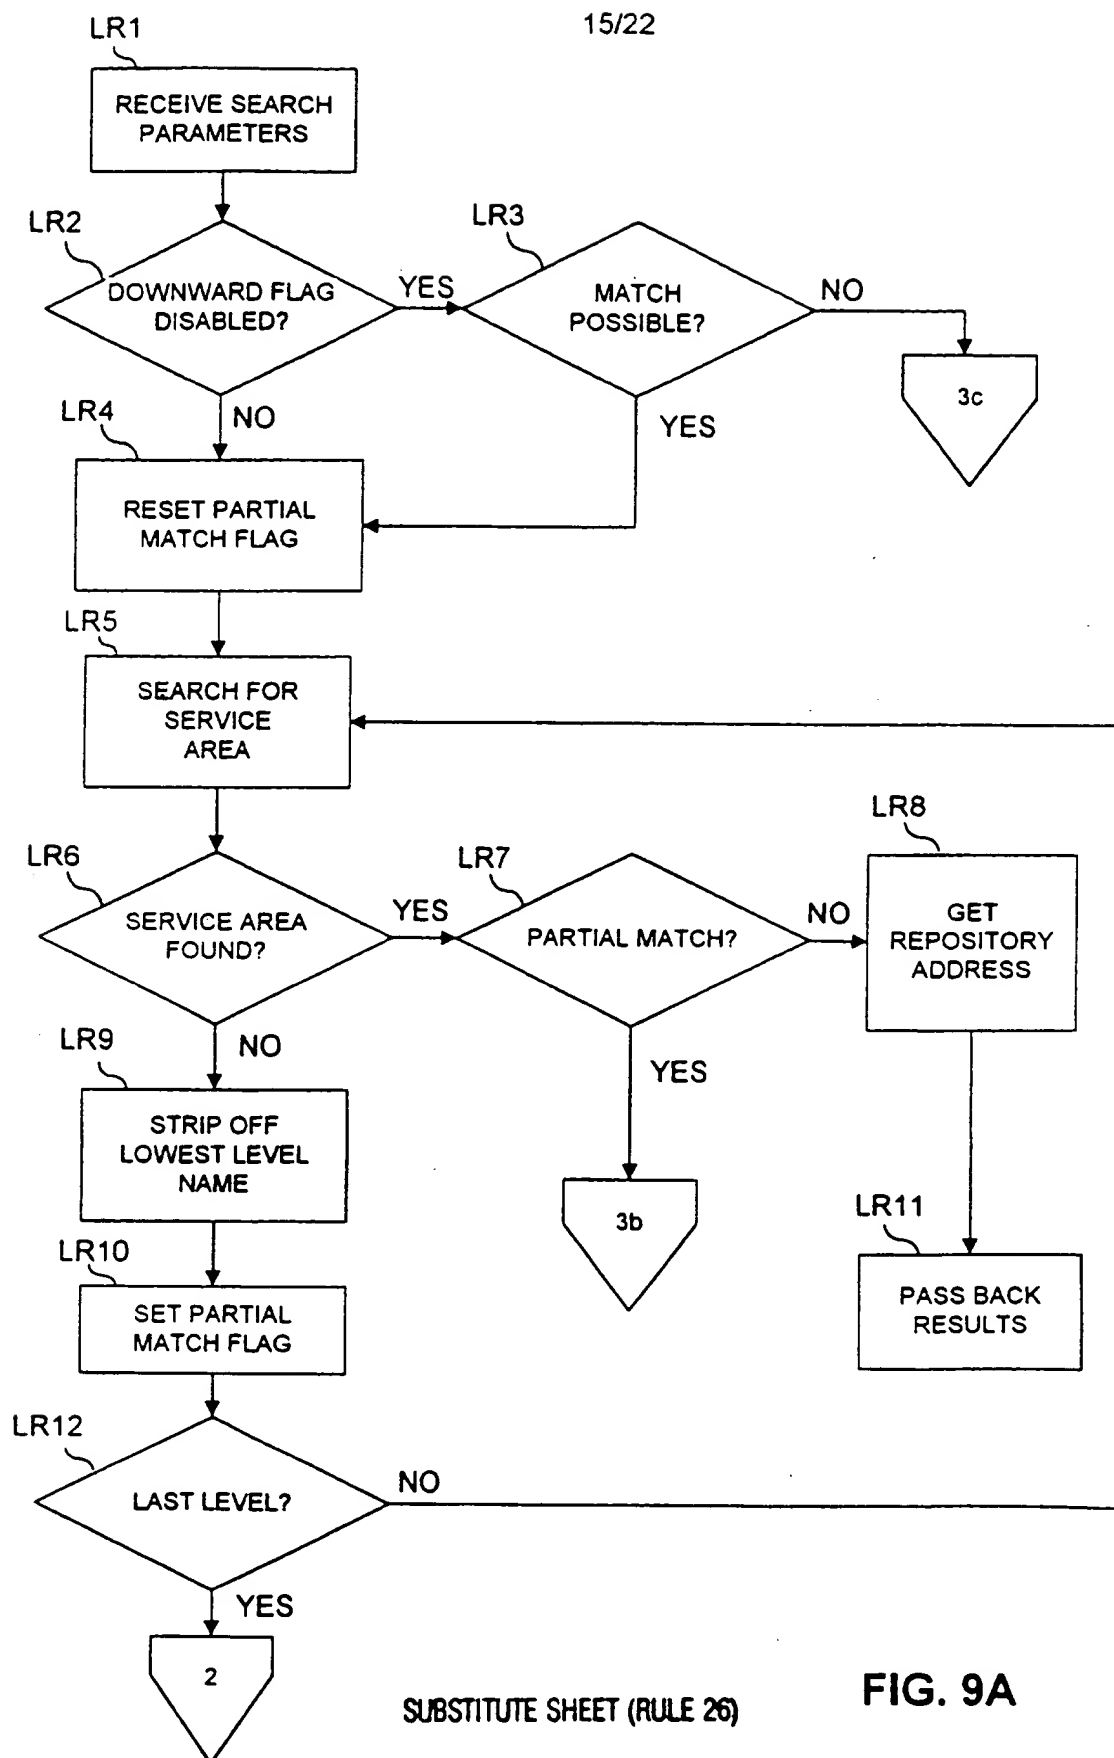 15/22
LR1
RECEIVE SEARCH
PARAMETERS
LR2
DOWNWARD FLAG
DISABLED?
YES
NO
LR3
MATCH
POSSIBLE?
NO
YES
3c
LR4
RESET PARTIAL
MATCH FLAG
LR5
SEARCH FOR
SERVICE
AREA
LR6
SERVICE AREA
FOUND?
YES
NO
LR7
PARTIAL MATCH?
NO
YES
LR8
GET
REPOSITORY
ADDRESS
3b
LR9
STRIP OFF
LOWEST LEVEL
NAME
LR11
PASS BACK
RESULTS
LR10
SET PARTIAL
MATCH FLAG
LR12
LAST LEVEL?
NO
YES
2
SUBSTITUTE SHEET (RULE 26)
FIG. 9A